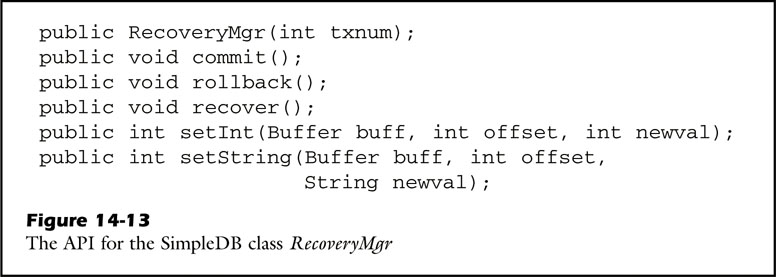 public RecoveryMgr(int txnum);
public void commit();
public void rollback();
public void recover();
public int setInt(Buffer buff, int offset, int newval);
public int setString(Buffer buff, int offset,
String newval);
Figure 14-13
The API for the SimpleDB class RecoveryMgr